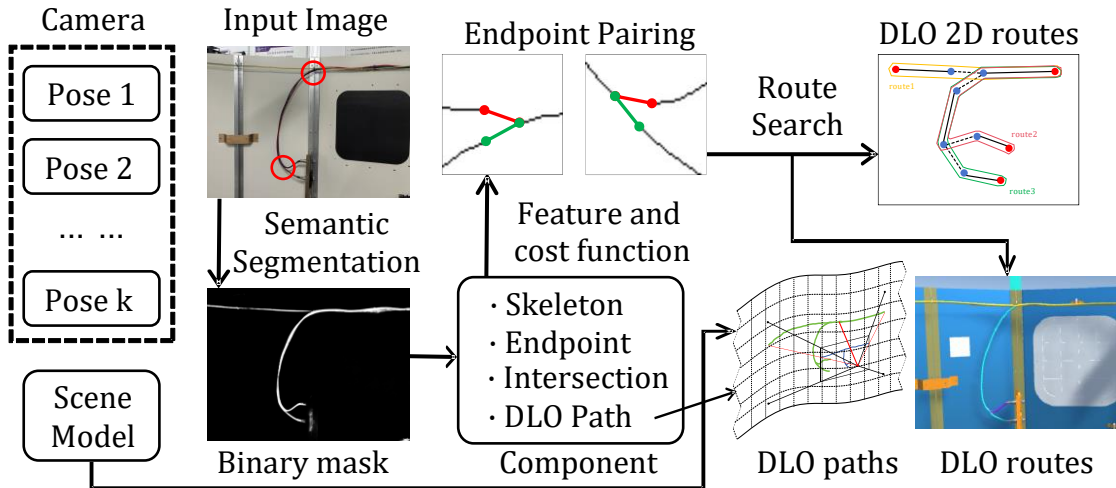 Camera
Pose 1
Pose 2
... ...
Pose k
Scene
Model
Input Image
Semantic
Segmentation
Binary mask
Endpoint Pairing
Feature and
cost function
· Skeleton
· Endpoint
· Intersection
· DLO Path
Component
Route
Search
DLO 2D routes
route1
route2
route3
DLO paths
DLO routes